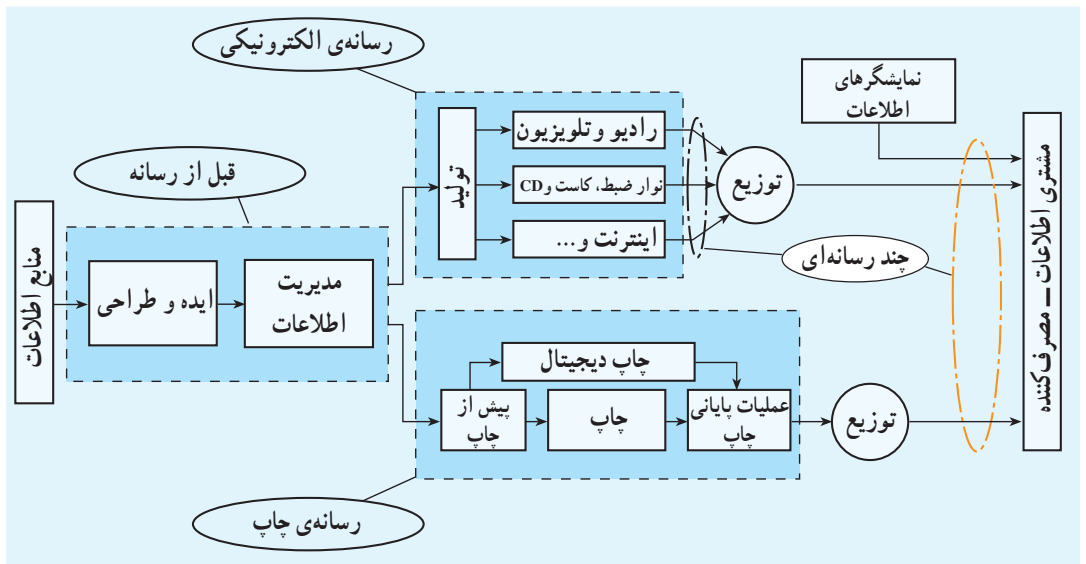 رسانه‌ی الکترونیکی
نمایشگرهای
اطلاعات
رادیو و تلویزیون
تولید
نوار ضبط، کاست و CD
اینترنت و...
توزیع
قبل از رسانه
منابع اطلاعات
ایده و طراحی
مدیریت
اطلاعات
چند رسانه‌ای
مشتری اطلاعات ـ مصرف‌کننده
چاپ دیجیتال
پیش از
چاپ
چاپ
عملیات پایانی
چاپ
توزیع
رسانه‌ی چاپ